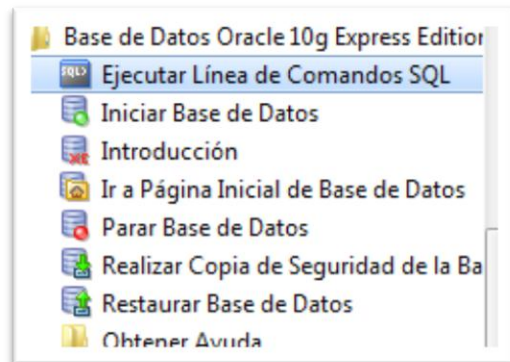 Base de Datos Oracle 10g Express Edition
Ejecutar Línea de Comandos SQL
Iniciar Base de Datos
Introducción
Ir a Página Inicial de Base de Datos
Parar Base de Datos
Realizar Copia de Seguridad de la Ba
Restaurar Base de Datos
Obtener Ayuda